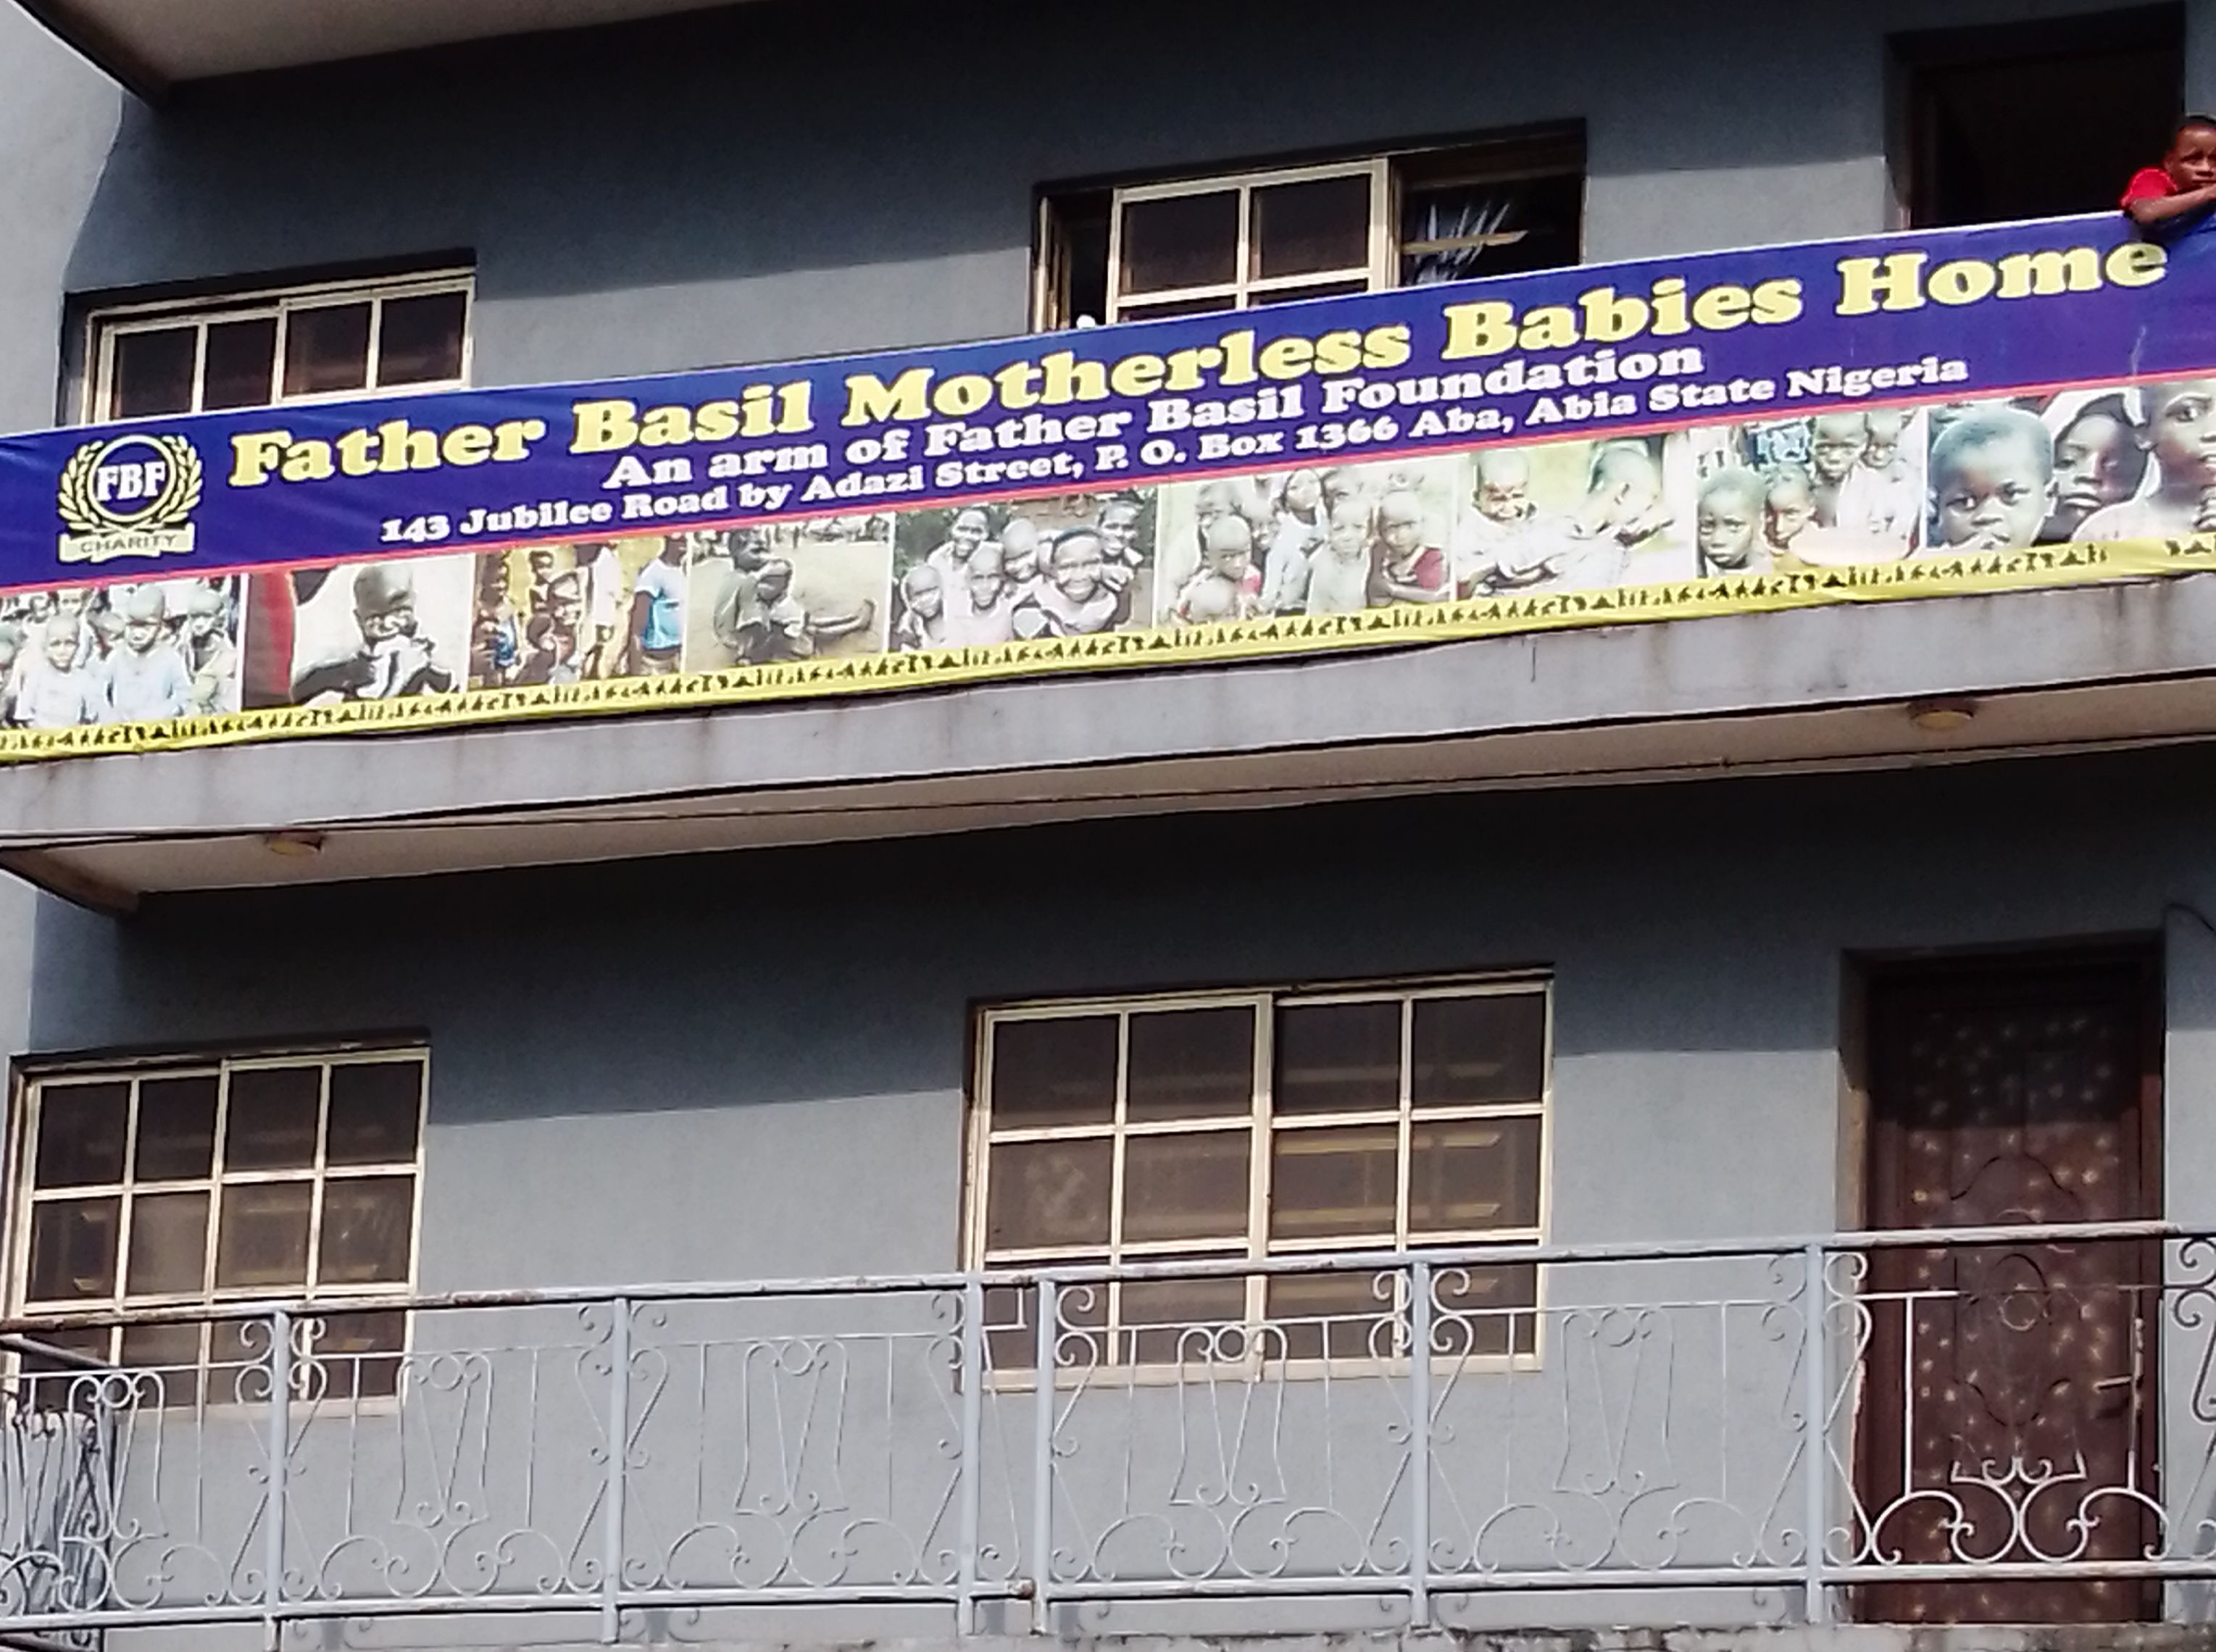 FBF
CHARITY
Father Basil Motherless Babies Home
An arm of Father Basil Foundation
143 Jubilee Road by Adazi Street, P. O. Box 1366 Aba, Abia State Nigeria